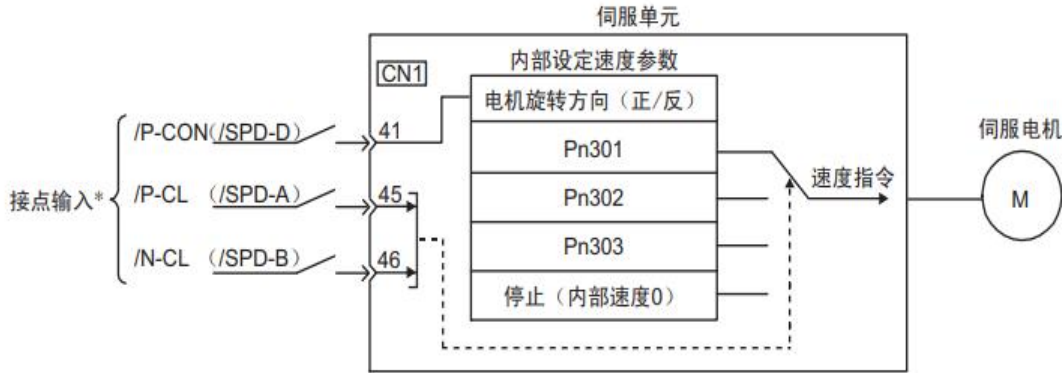 伺服单元
CN1
内部设定速度参数
电机旋转方向（正/反）
Pn301
Pn302
Pn303
停止（内部速度0）
接点输入*
/P-CON(/SPD-D)
41
/P-CL (/SPD-A)
45
/N-CL (/SPD-B)
46
速度指令
伺服电机
M